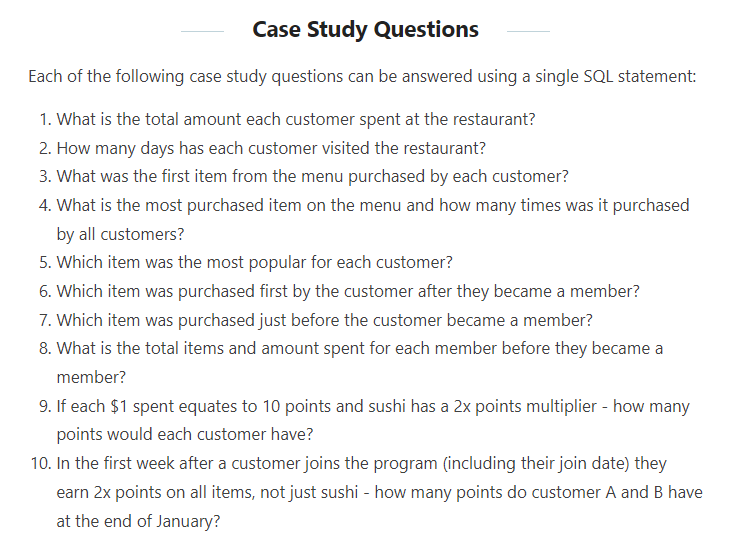 Case Study Questions
Each of the following case study questions can be answered using a single SQL statement:
1. What is the total amount each customer spent at the restaurant?
2. How many days has each customer visited the restaurant?
3. What was the first item from the menu purchased by each customer?
4. What is the most purchased item on the menu and how many times was it purchased
by all customers?
5. Which item was the most popular for each customer?
6. Which item was purchased first by the customer after they became a member?
7. Which item was purchased just before the customer became a member?
8. What is the total items and amount spent for each member before they became a
member?
9. If each $1 spent equates to 10 points and sushi has a 2x points multiplier - how many
points would each customer have?
10. In the first week after a customer joins the program (including their join date) they
earn 2x points on all items, not just sushi - how many points do customer A and B have
at the end of January?